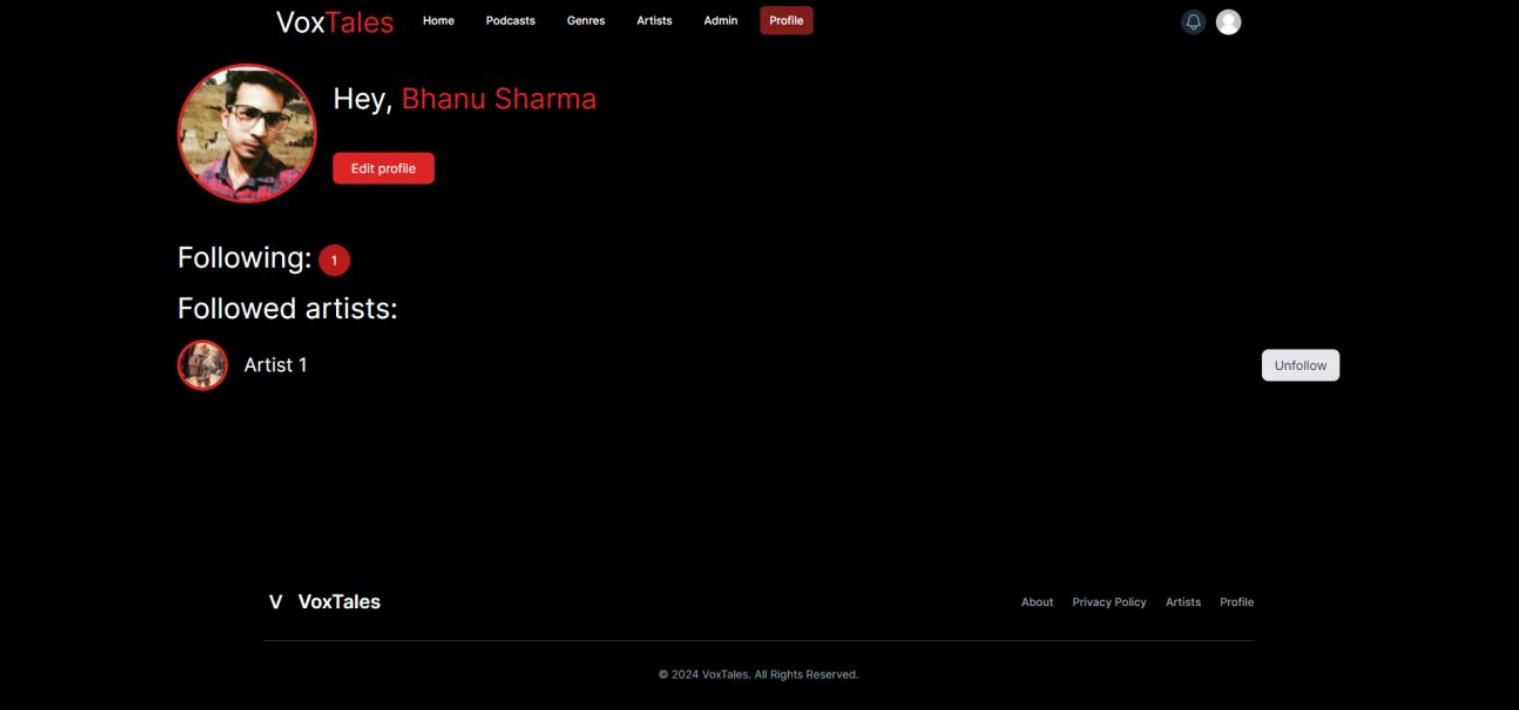 VoxTales Home Podcasts Genres Artists Admin Profile
Hey, Bhanu Sharma
Edit profile
Following: 1
Followed artists:
Artist 1 Unfollow
V VoxTales About Privacy Policy Artists Profile
© 2024 VoxTales. All Rights Reserved.